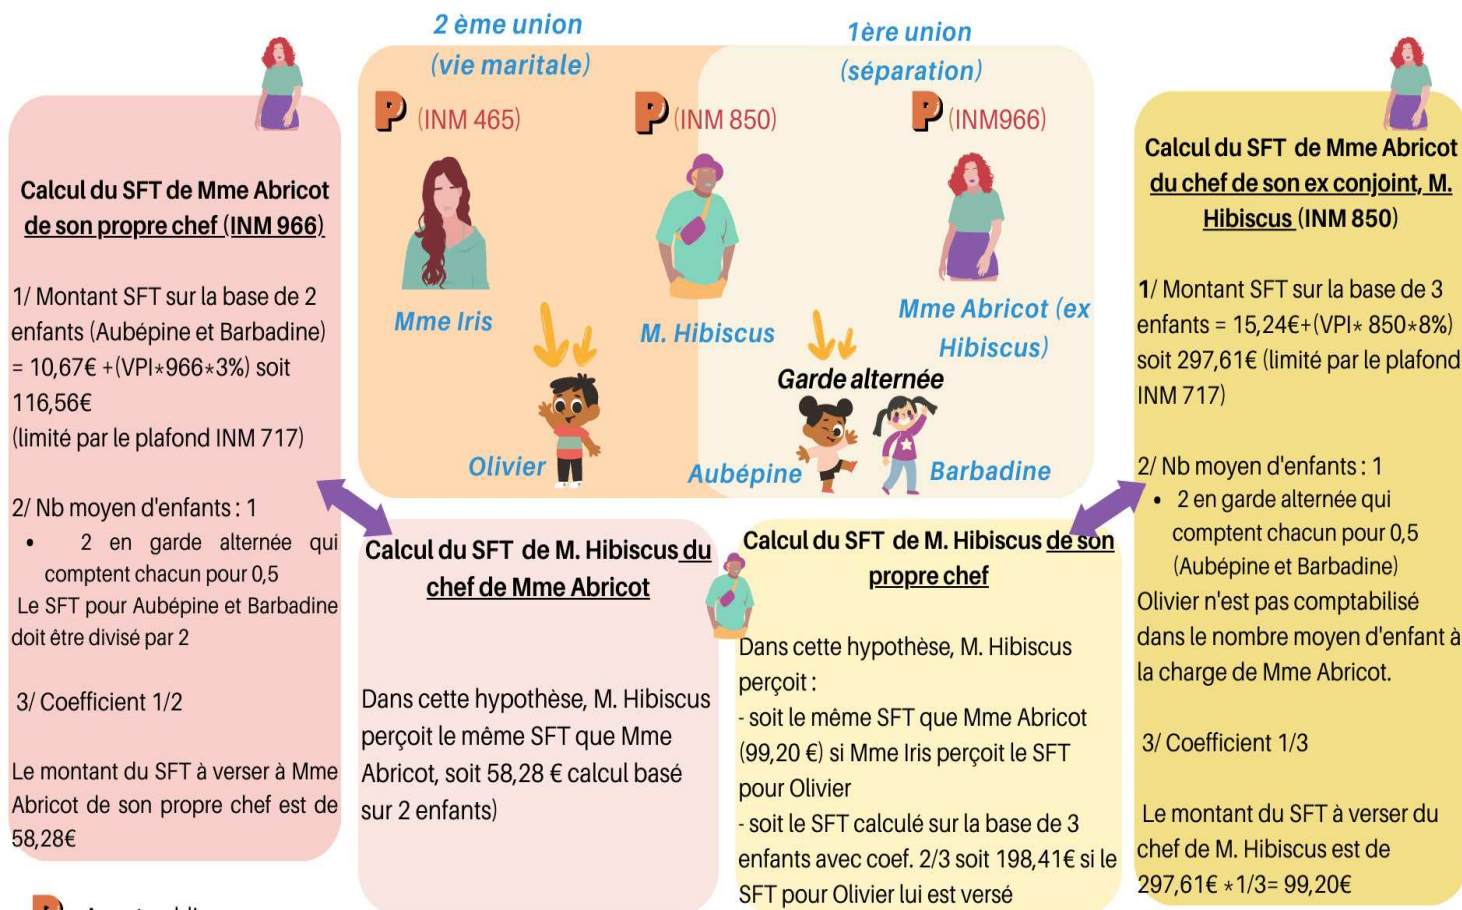 2 ème union
(vie maritale)
1ère union
(séparation)
P (INM 465)
P (INM 850)
P (INM966)
Mme Iris
M. Hibiscus
Mme Abricot (ex
Hibiscus)
Garde alternée
Olivier
Aubépine
Barbadine
Calcul du SFT de Mme Abricot
de son propre chef (INM 966)
1/ Montant SFT sur la base de 2
enfants (Aubépine et Barbadine)
= 10,67€ +(VPI*966*3%) soit
116,56€
(limité par le plafond INM 717)
2/ Nb moyen d'enfants : 1
• 2 en garde alternée qui
comptent chacun pour 0,5
Le SFT pour Aubépine et Barbadine
doit être divisé par 2
3/ Coefficient 1/2
Le montant du SFT à verser à Mme
Abricot de son propre chef est de
58,28€
Calcul du SFT de M. Hibiscus du
chef de Mme Abricot
Dans cette hypothèse, M. Hibiscus
perçoit le même SFT que Mme
Abricot, soit 58,28 € calcul basé
sur 2 enfants)
Calcul du SFT de M. Hibiscus de son
propre chef
Dans cette hypothèse, M. Hibiscus
perçoit :
- soit le même SFT que Mme Abricot
(99,20 €) si Mme Iris perçoit le SFT
pour Olivier
- soit le SFT calculé sur la base de 3
enfants avec coef. 2/3 soit 198,41€ si le
SFT pour Olivier lui est versé
Calcul du SFT de Mme Abricot
du chef de son ex conjoint, M.
Hibiscus (INM 850)
1/ Montant SFT sur la base de 3
enfants = 15,24€+(VPI* 850*8%)
soit 297,61€ (limité par le plafond
INM 717)
2/ Nb moyen d'enfants : 1
• 2 en garde alternée qui
comptent chacun pour 0,5
(Aubépine et Barbadine)
Olivier n'est pas comptabilisé
dans le nombre moyen d'enfant à
la charge de Mme Abricot.
3/ Coefficient 1/3
Le montant du SFT à verser du
chef de M. Hibiscus est de
297,61€ *1/3= 99,20€